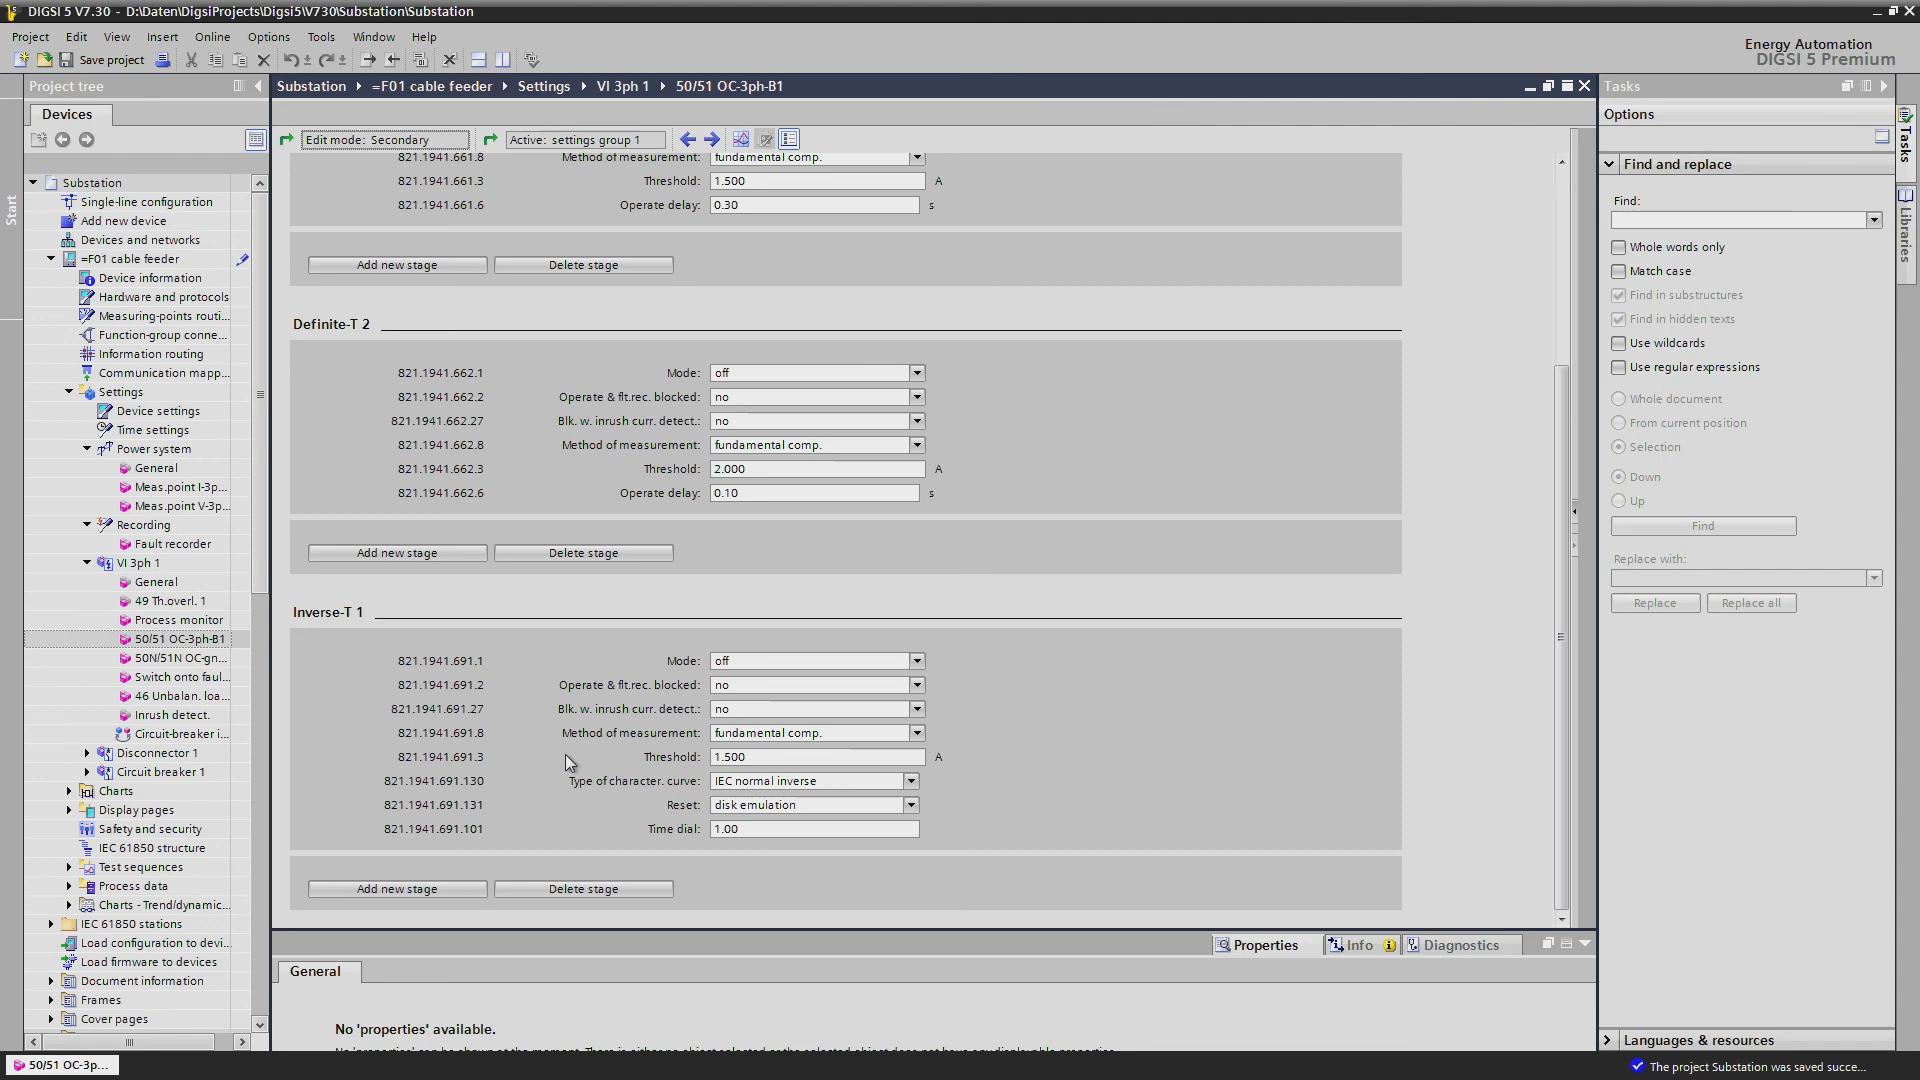 DIGSI 5 V7.30 - D:\Daten\DigsiProjects\Digsi5\V730\Substation\Substation
Project Edit View Insert Online Options Tools Window Help
Save project
Energy Automation
DIGSI 5 Premium
Project tree
Substation =F01 cable feeder Settings VI 3ph 1 50/51 OC-3ph-B1
Tasks
Devices
Options
Edit mode: Secondary
Active: settings group 1
Start
Substation
Single-line configuration
Add new device
Devices and networks
=F01 cable feeder
Device information
Hardware and protocols
Measuring-points routi...
Function-group conne...
Information routing
Communication mapp...
Settings
Device settings
Time settings
Power system
General
Meas.point I-3p...
Meas.point V-3p...
Recording
Fault recorder
VI 3ph 1
General
49 Th.overl. 1
Process monitor
50/51 OC-3ph-B1
50N/51N OC-gn...
Switch onto faul...
46 Unbalan. loa...
Inrush detect.
Circuit-breaker i...
Disconnector 1
Circuit breaker 1
Charts
Display pages
Safety and security
IEC 61850 structure
Test sequences
Process data
Charts - Trend/dynamic...
IEC 61850 stations
Load configuration to devi...
Load firmware to devices
Document information
Frames
Cover pages
821.1941.661.8 Method of measurement: fundamental comp.
821.1941.661.3 Threshold: 1.500 A
821.1941.661.6 Operate delay: 0.30 s
Add new stage Delete stage
Definite-T 2
821.1941.662.1 Mode: off
821.1941.662.2 Operate & flt.rec. blocked: no
821.1941.662.27 Blk. w. inrush curr. detect.: no
821.1941.662.8 Method of measurement: fundamental comp.
821.1941.662.3 Threshold: 2.000 A
821.1941.662.6 Operate delay: 0.10 s
Add new stage Delete stage
Inverse-T 1
821.1941.691.1 Mode: off
821.1941.691.2 Operate & flt.rec. blocked: no
821.1941.691.27 Blk. w. inrush curr. detect.: no
821.1941.691.8 Method of measurement: fundamental comp.
821.1941.691.3 Threshold: 1.500 A
821.1941.691.130 Type of character. curve: IEC normal inverse
821.1941.691.131 Reset: disk emulation
821.1941.691.101 Time dial: 1.00
Add new stage Delete stage
Properties Info Diagnostics
General
No 'properties' available.
Find and replace
Find:
Whole words only
Match case
Find in substructures
Find in hidden texts
Use wildcards
Use regular expressions
Whole document
From current position
Selection
Down
Up
Find
Replace with:
Replace Replace all
Languages & resources
Tasks
Libraries
50/51 OC-3p...
The project Substation was saved succe...